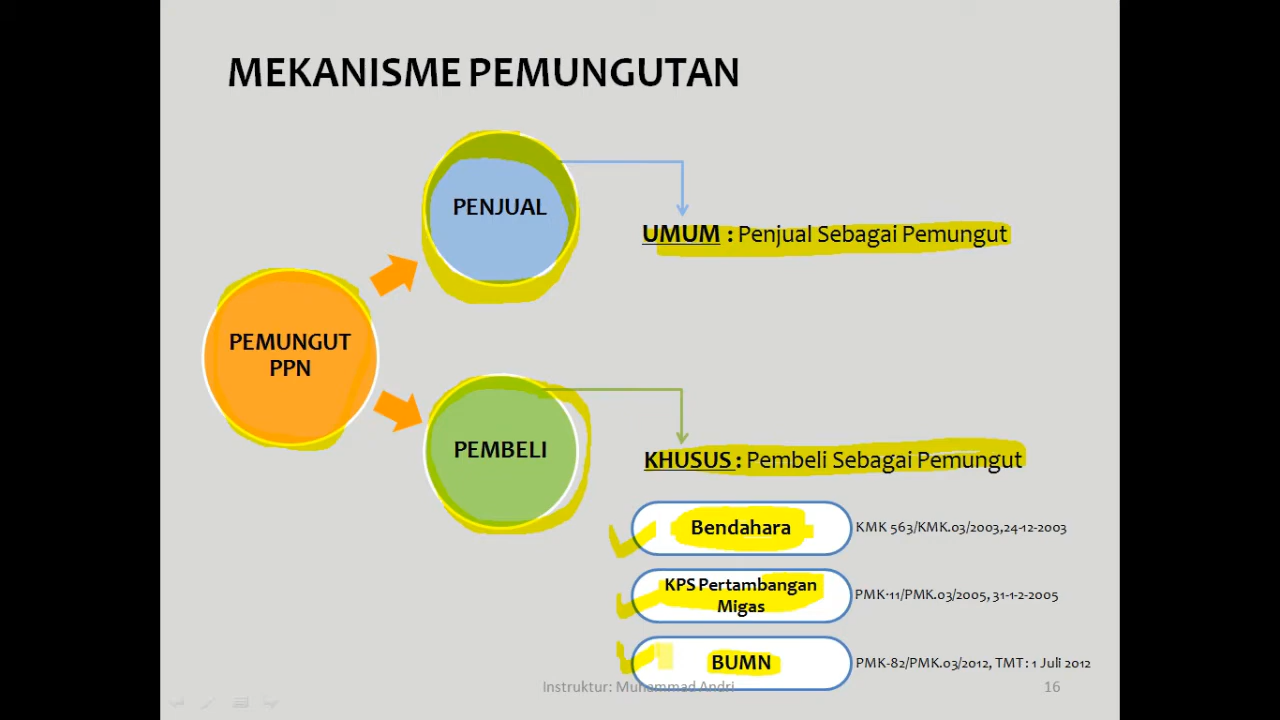 MEKANISME PEMUNGUTAN
PENJUAL
UMUM : Penjual Sebagai Pemungut
PEMUNGUT
PPN
PEMBELI
KHUSUS : Pembeli Sebagai Pemungut
Bendahara
KMK 563/KMK.03/2003,24-12-2003
KPS Pertambangan
Migas
PMK-11/PMK.03/2005, 31-1-2-2005
BUMN
PMK-82/PMK.03/2012, TMT : 1 Juli 2012
Instruktur: Muhammad Andri
16